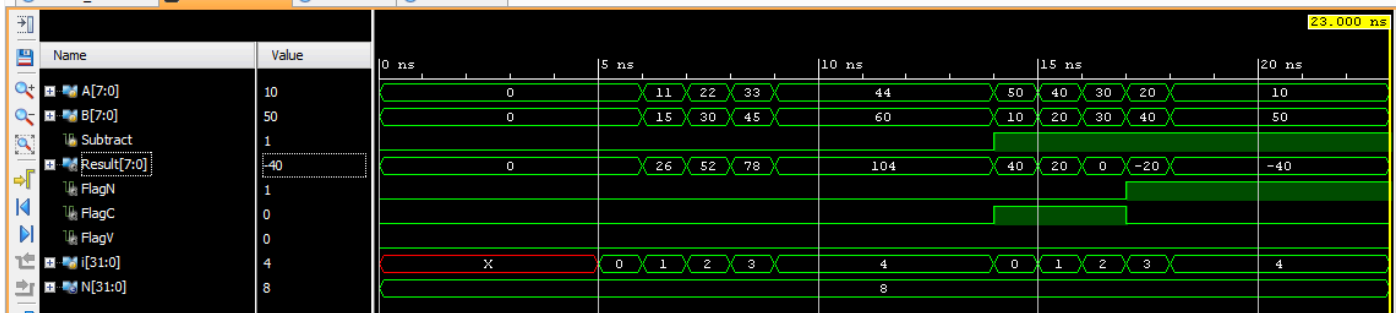 23.000 ns
Name Value
0 ns 5 ns 10 ns 15 ns 20 ns
A[7:0] 10 0 11 22 33 44 50 40 30 20 10
B[7:0] 50 0 15 30 45 60 10 20 30 40 50
Subtract 1
Result[7:0] -40 0 26 52 78 104 40 20 0 -20 -40
FlagN 1
FlagC 0
FlagV 0
i[31:0] 4 X 0 1 2 3 4 0 1 2 3 4
N[31:0] 8 8